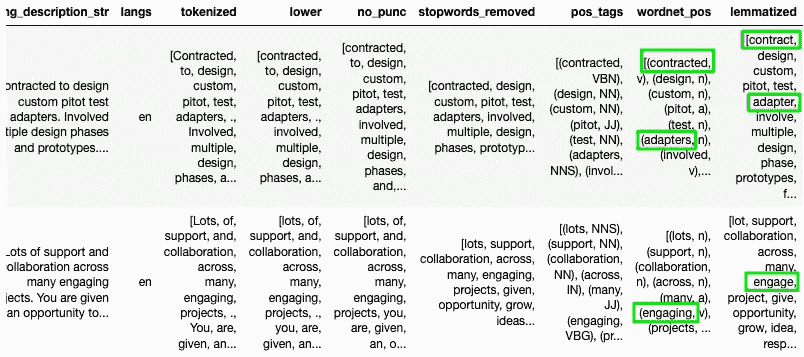 ng_description_str langs tokenized lower no_punc stopwords_removed pos_tags wordnet_pos lemmatized
ontracted to design
custom pitot test
adapters. Involved
tiple design phases
and prototypes....
en
[Contracted,
to, design,
custom,
pitot, test,
adapters, .,
Involved,
multiple,
design,
phases, a...
[contracted,
to, design,
custom,
pitot, test,
adapters, .,
involved,
multiple,
design,
phases, a...
[contracted,
to, design,
custom,
pitot, test,
adapters,
involved,
multiple,
design,
phases,
and,...
[contracted, design,
custom, pitot, test,
adapters, involved,
multiple, design,
phases, prototyp...
[(contracted,
VBN),
(design, NN),
(custom, NN),
(pitot, JJ),
(test, NN),
(adapters,
NNS), (invol...
[(contracted,
v), (design, n),
(custom, n),
(pitot, a),
(test, n),
(adapters, n),
(involved,
v),...
[contract,
design,
custom,
pitot, test,
adapter,
involve,
multiple,
design,
phase,
prototypes,
f...
Lots of support and
ollaboration across
many engaging
jects. You are given
an opportunity to...
en
[Lots, of,
support, and,
collaboration,
across,
many,
engaging,
projects, .,
You, are,
given, an...
[lots, of,
support, and,
collaboration,
across,
many,
engaging,
projects, .,
you, are,
given, an...
[lots, of,
support, and,
collaboration,
across,
many,
engaging,
projects, you,
are, given,
an, o...
[lots, support,
collaboration, across,
many, engaging,
projects, given,
opportunity, grow,
ideas...
[(lots, NNS),
(support, NN),
(collaboration,
NN), (across,
IN), (many,
JJ),
(engaging,
VBG), (pr...
[(lots, n),
(support, n),
(collaboration,
n), (across, n),
(many, a),
(engaging, v),
(projects, ...
[lot, support,
collaboration,
across,
many,
engage,
project, give,
opportunity,
grow, idea,
resp...